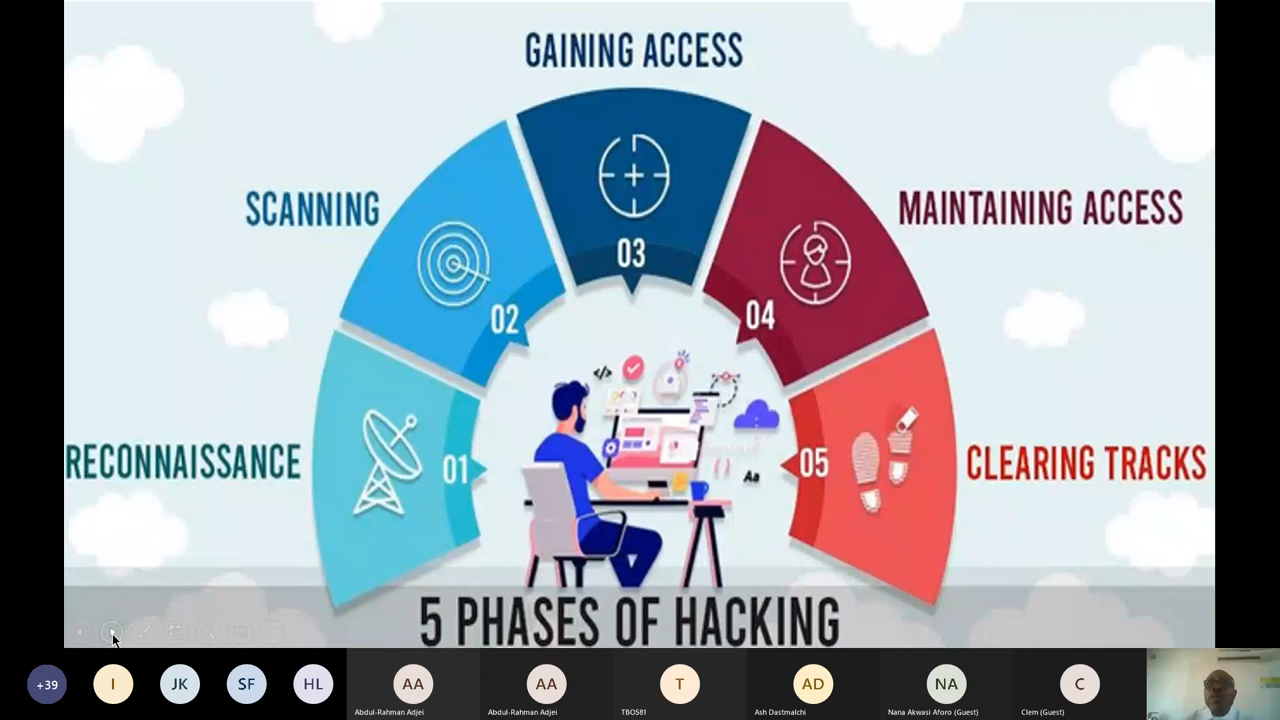 GAINING ACCESS
SCANNING
MAINTAINING ACCESS
03
02
04
RECONNAISSANCE
01
</>
Aa
05
CLEARING TRACKS
5 PHASES OF HACKING
+39
I
JK
SF
HL
AA
Abdul-Rahman Adjei
AA
Abdul-Rahman Adjei
T
TBO581
AD
Ash Dastmalchi
NA
Nana Akwasi Aforo (Guest)
C
Clem (Guest)